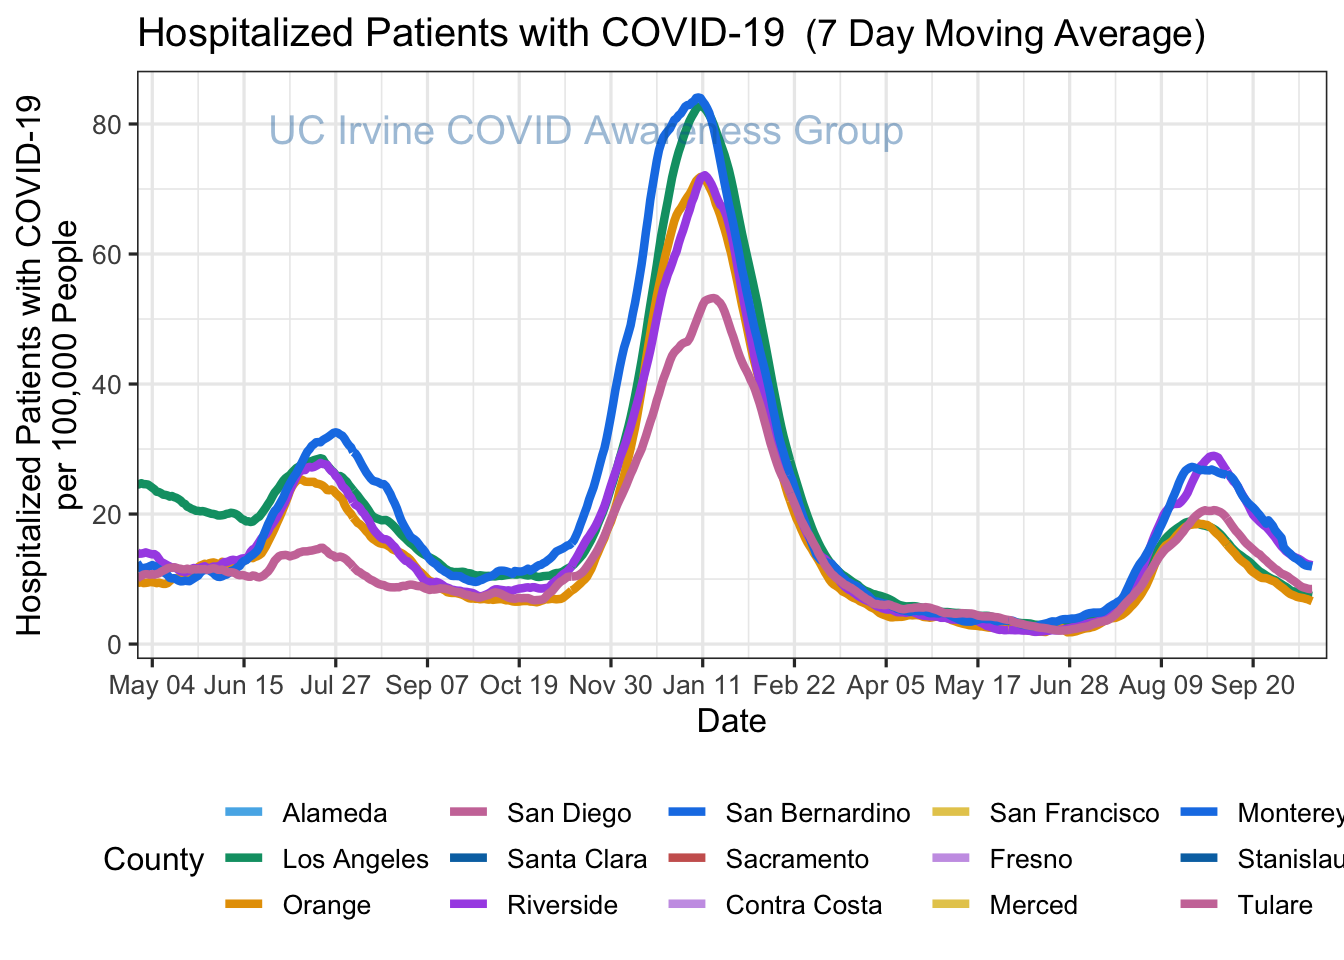 Hospitalized Patients with COVID-19 (7 Day Moving Average)
Hospitalized Patients with COVID-19
per 100,000 People
UC Irvine COVID Awareness Group
80
60
40
20
0
May 04 Jun 15 Jul 27 Sep 07 Oct 19 Nov 30 Jan 11 Feb 22 Apr 05 May 17 Jun 28 Aug 09 Sep 20
Date
County
Alameda San Diego San Bernardino San Francisco Monterey
Los Angeles Santa Clara Sacramento Fresno Stanislau
Orange Riverside Contra Costa Merced Tulare